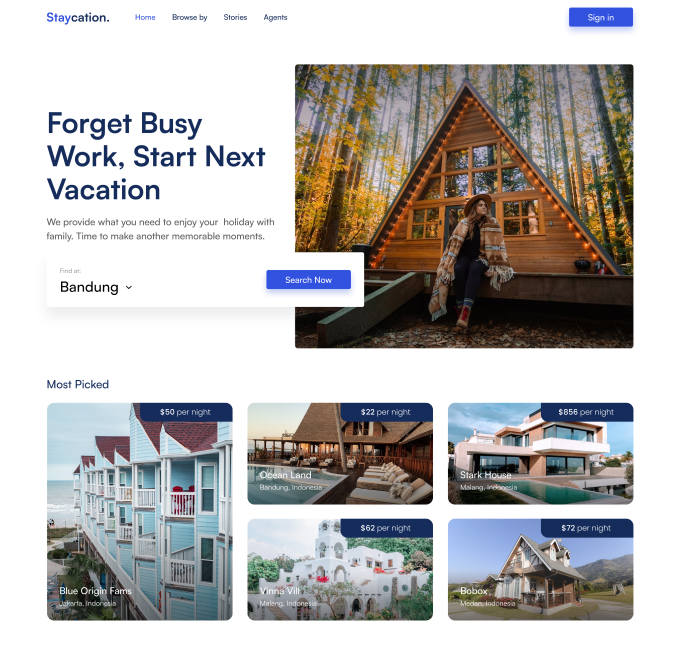 Staycation.
Home
Browse by
Stories
Agents
Sign in
Forget Busy
Work, Start Next
Vacation
We provide what you need to enjoy your holiday with
family. Time to make another memorable moments.
Find at:
Bandung
Search Now
Most Picked
$50 per night
Blue Origin Fams
Jakarta, Indonesia
$22 per night
Ocean Land
Bandung, Indonesia
$856 per night
Stark House
Malang, Indonesia
$62 per night
Vinna Vill
Malang, Indonesia
$72 per night
Bobox
Medan, Indonesia